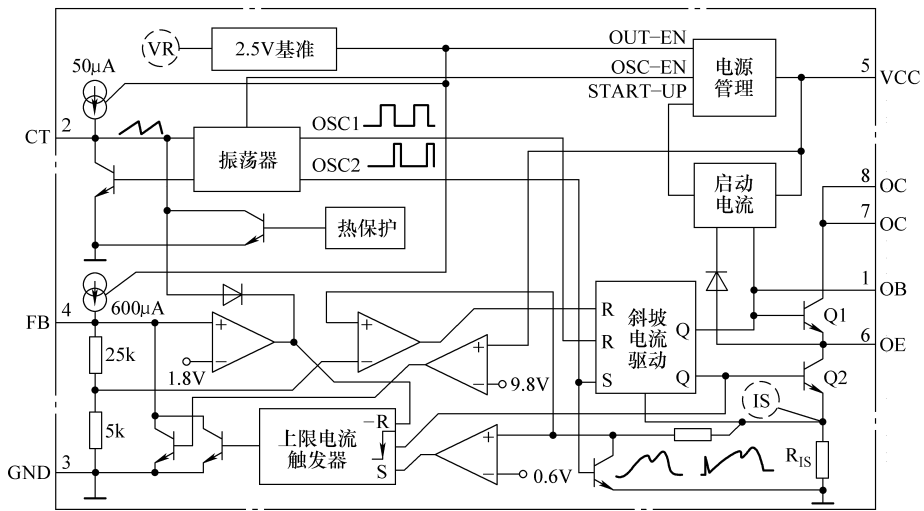 VR
2.5V基准
OUT-EN
OSC-EN
START-UP
电源
管理
5
VCC
50μA
CT
2
振荡器
OSC1
OSC2
启动
电流
8
OC
7
OC
热保护
1
OB
600μA
4
FB
+
-
1.8V
+
-
+
-
9.8V
R
R
S
斜坡
电流
驱动
Q
Q
Q1
6
OE
Q2
IS
25k
5k
上限电流
触发器
-R
S
+
-
0.6V
RIS
3
GND